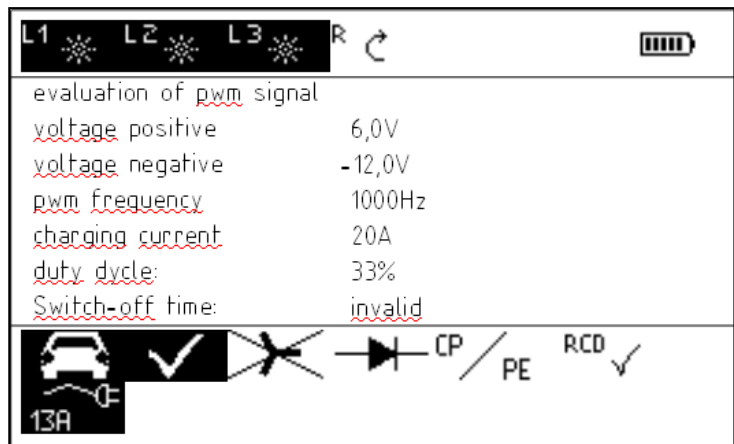 L1 L2 L3 R
evaluation of pwm signal
voltage positive 6,0V
voltage negative -12,0V
pwm frequency 1000Hz
charging current 20A
duty dycle: 33%
Switch-off time: invalid
CP/PE RCD
13A